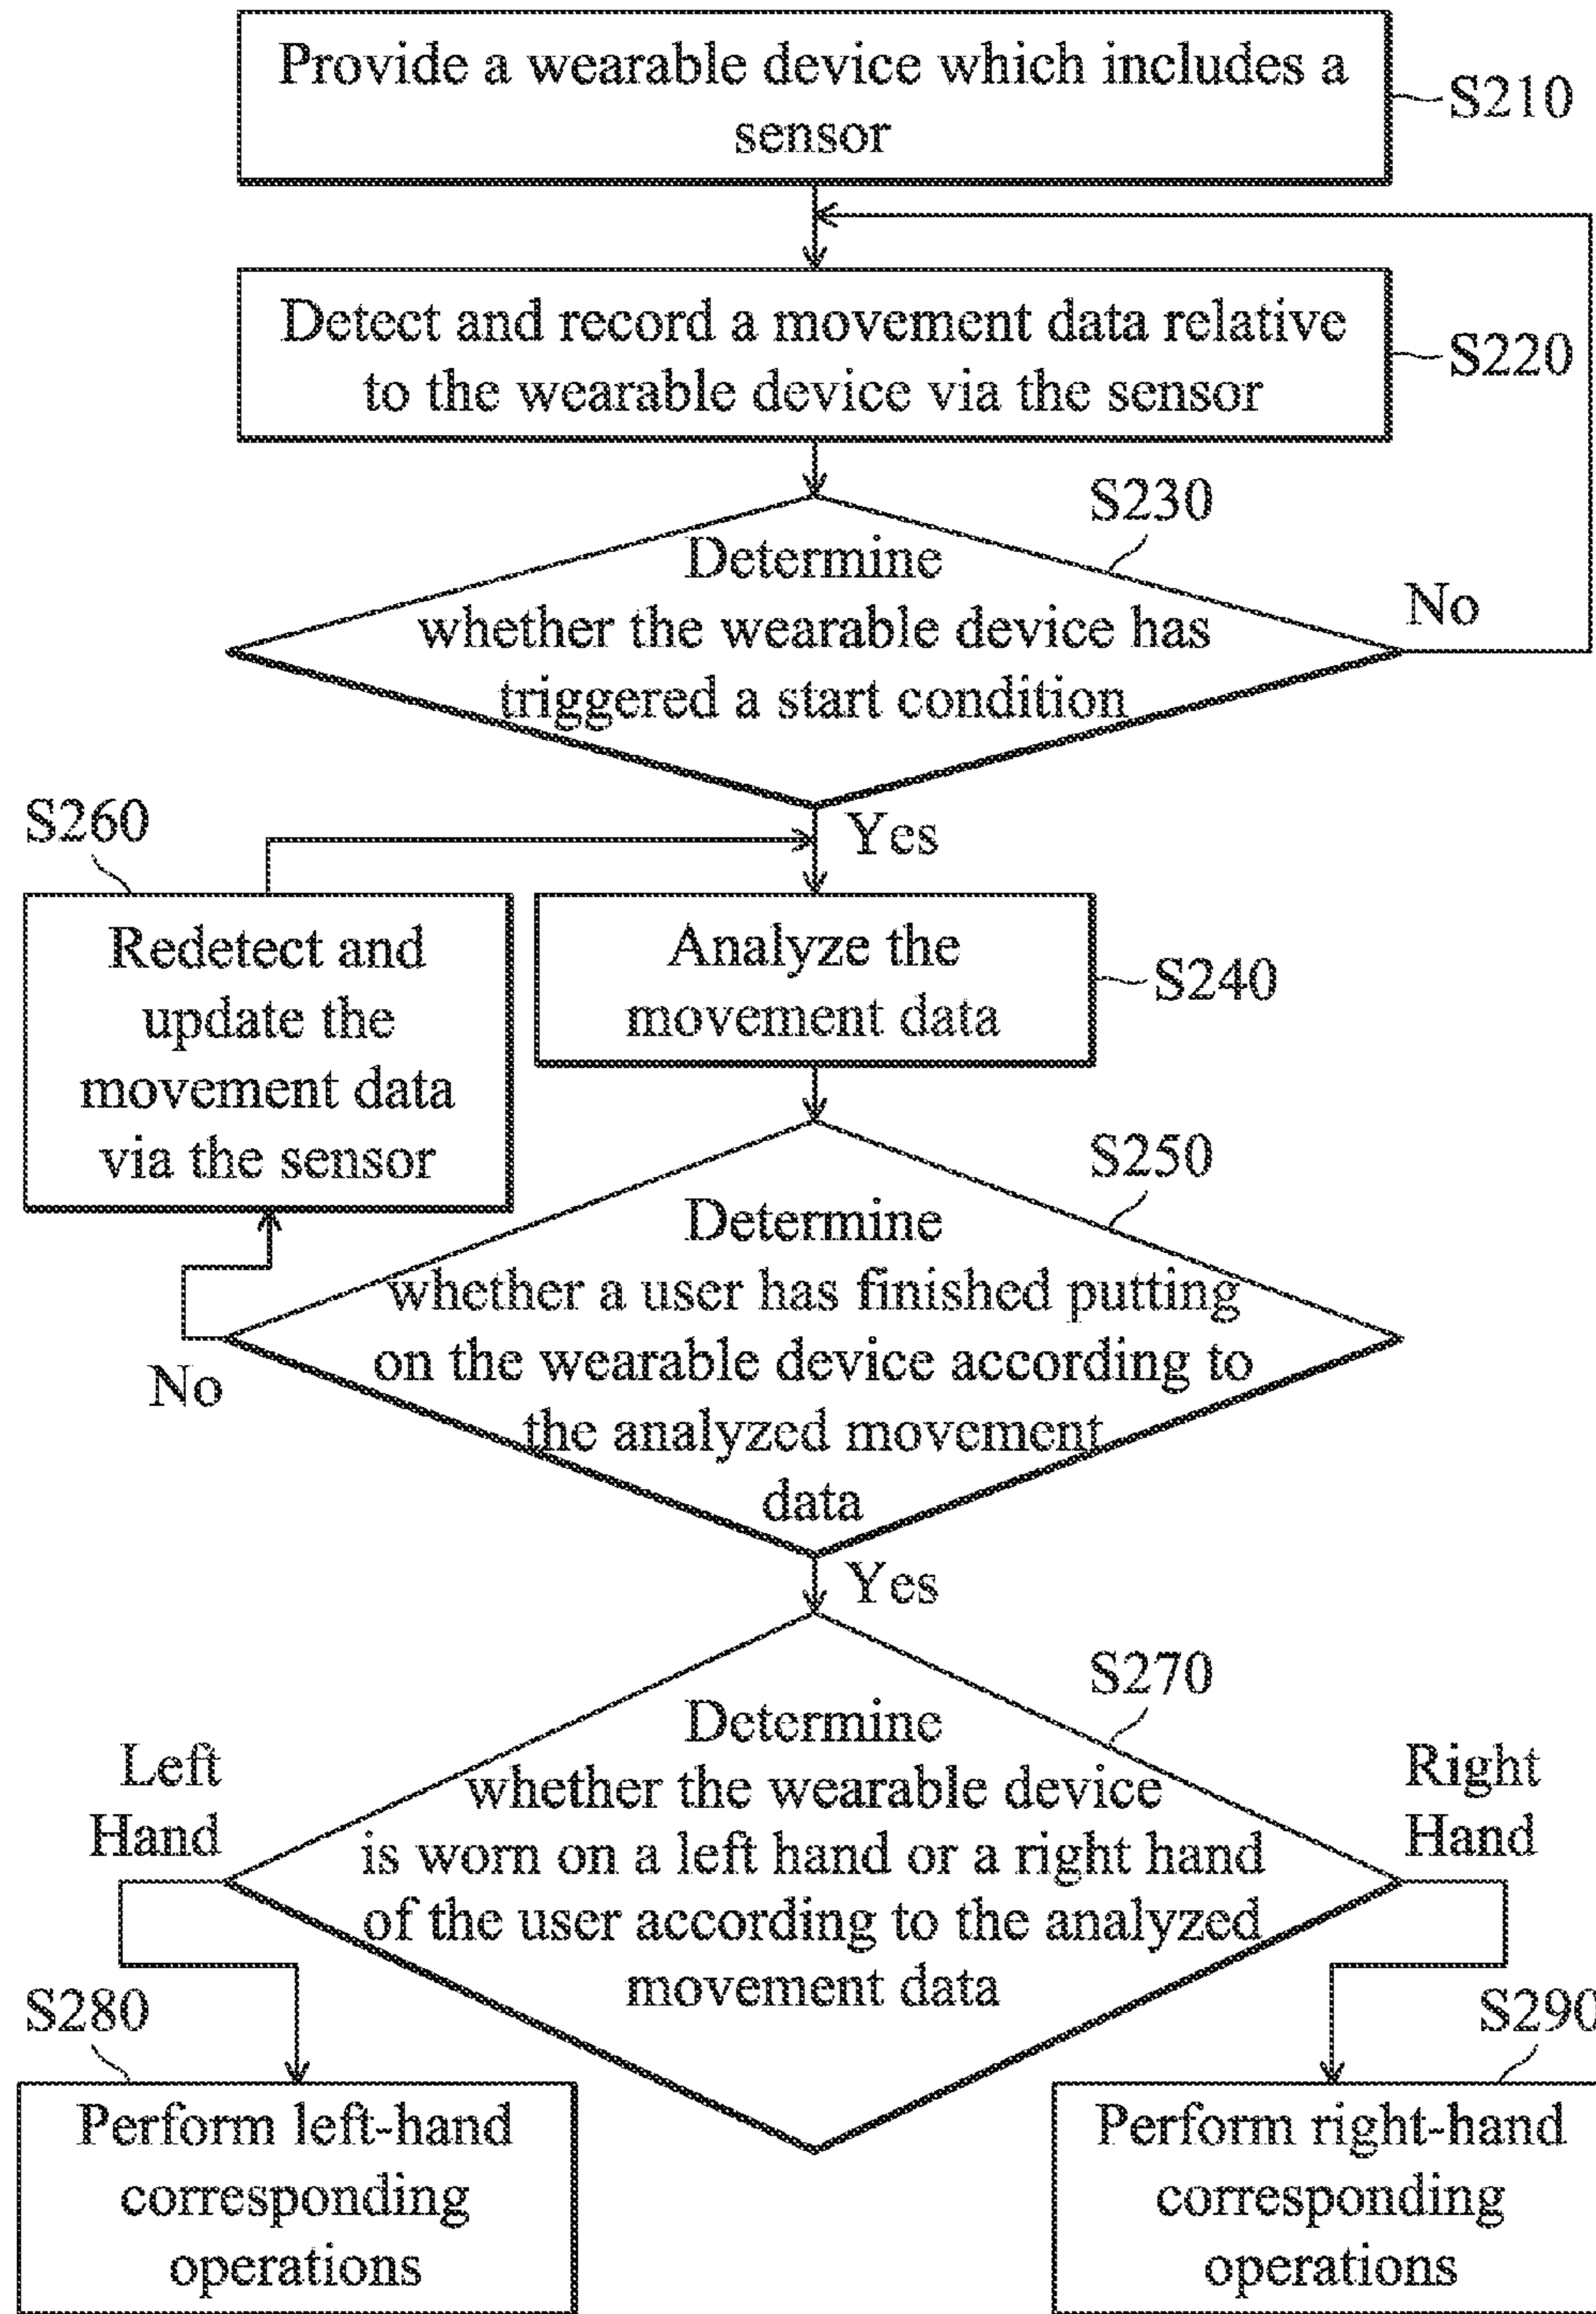 Provide a wearable device which includes a
sensor
S210
Detect and record a movement data relative
to the wearable device via the sensor
S220
S230
Determine
whether the wearable device has
triggered a start condition
No
Yes
S260
Redetect and
update the
movement data
via the sensor
Analyze the
movement data
S240
S250
Determine
whether a user has finished putting
on the wearable device according to
the analyzed movement
data
No
Yes
S270
Determine
whether the wearable device
is worn on a left hand or a right hand
of the user according to the analyzed
movement data
Left
Hand
Right
Hand
S280
Perform left-hand
corresponding
operations
S290
Perform right-hand
corresponding
operations